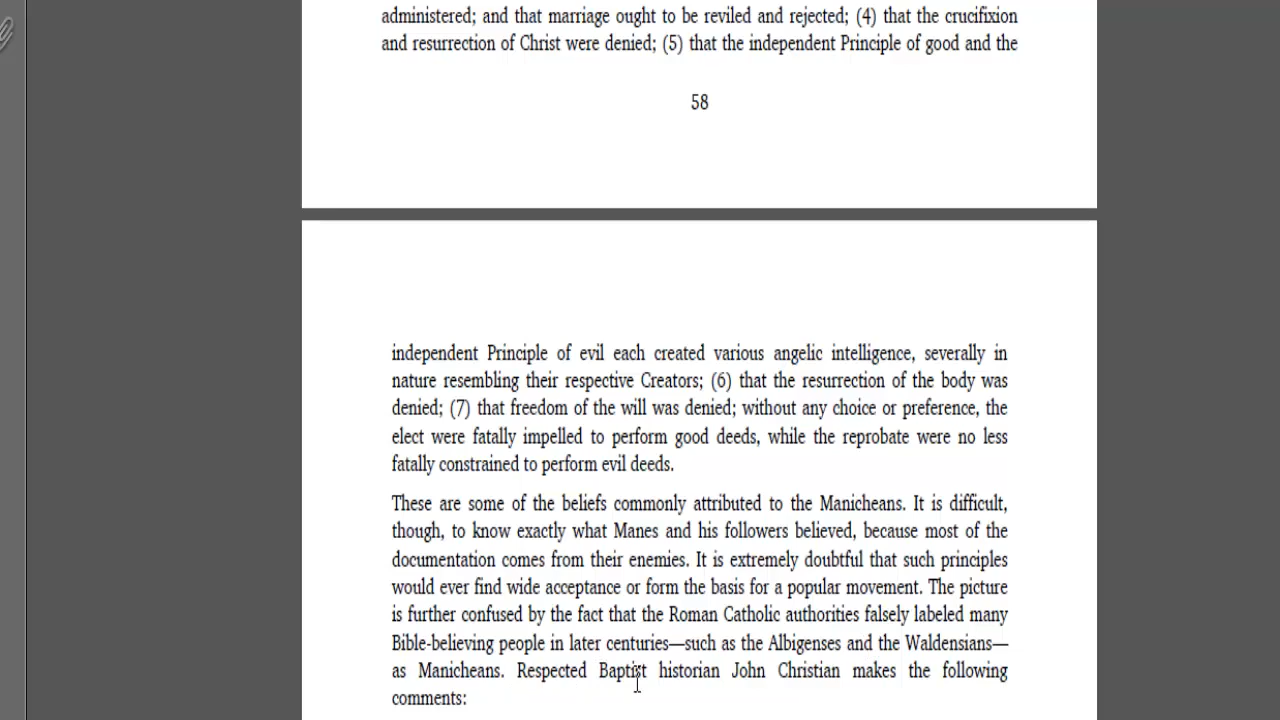 administered; and that marriage ought to be reviled and rejected; (4) that the crucifixion
and resurrection of Christ were denied; (5) that the independent Principle of good and the
58
independent Principle of evil each created various angelic intelligence, severally in
nature resembling their respective Creators; (6) that the resurrection of the body was
denied; (7) that freedom of the will was denied; without any choice or preference, the
elect were fatally impelled to perform good deeds, while the reprobate were no less
fatally constrained to perform evil deeds.
These are some of the beliefs commonly attributed to the Manicheans. It is difficult,
though, to know exactly what Manes and his followers believed, because most of the
documentation comes from their enemies. It is extremely doubtful that such principles
would ever find wide acceptance or form the basis for a popular movement. The picture
is further confused by the fact that the Roman Catholic authorities falsely labeled many
Bible-believing people in later centuries—such as the Albigenses and the Waldensians—
as Manicheans. Respected Baptist historian John Christian makes the following
comments: